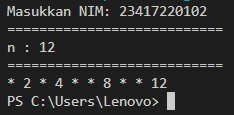 Masukkan NIM: 23417220102
===========================
n : 12
===========================
* 2 * 4 * * 8 * * 12
PS C:\Users\Lenovo>